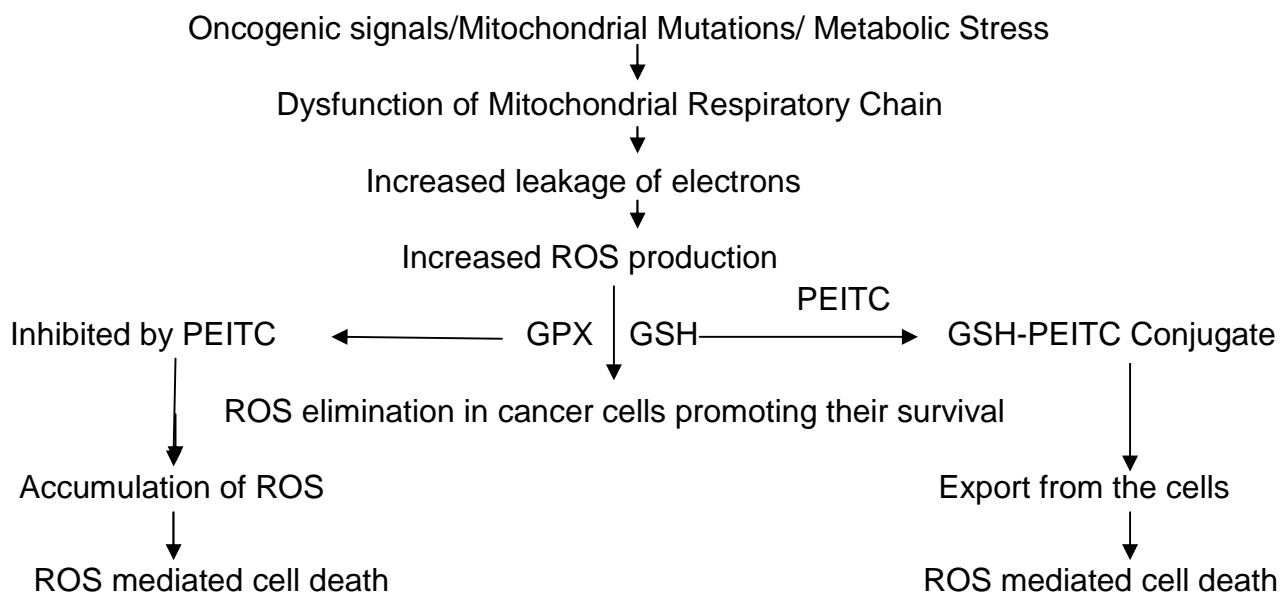 Oncogenic signals/Mitochondrial Mutations/ Metabolic Stress
Dysfunction of Mitochondrial Respiratory Chain
Increased leakage of electrons
Increased ROS production
PEITC
Inhibited by PEITC
GPX
GSH
GSH-PEITC Conjugate
ROS elimination in cancer cells promoting their survival
Accumulation of ROS
Export from the cells
ROS mediated cell death
ROS mediated cell death